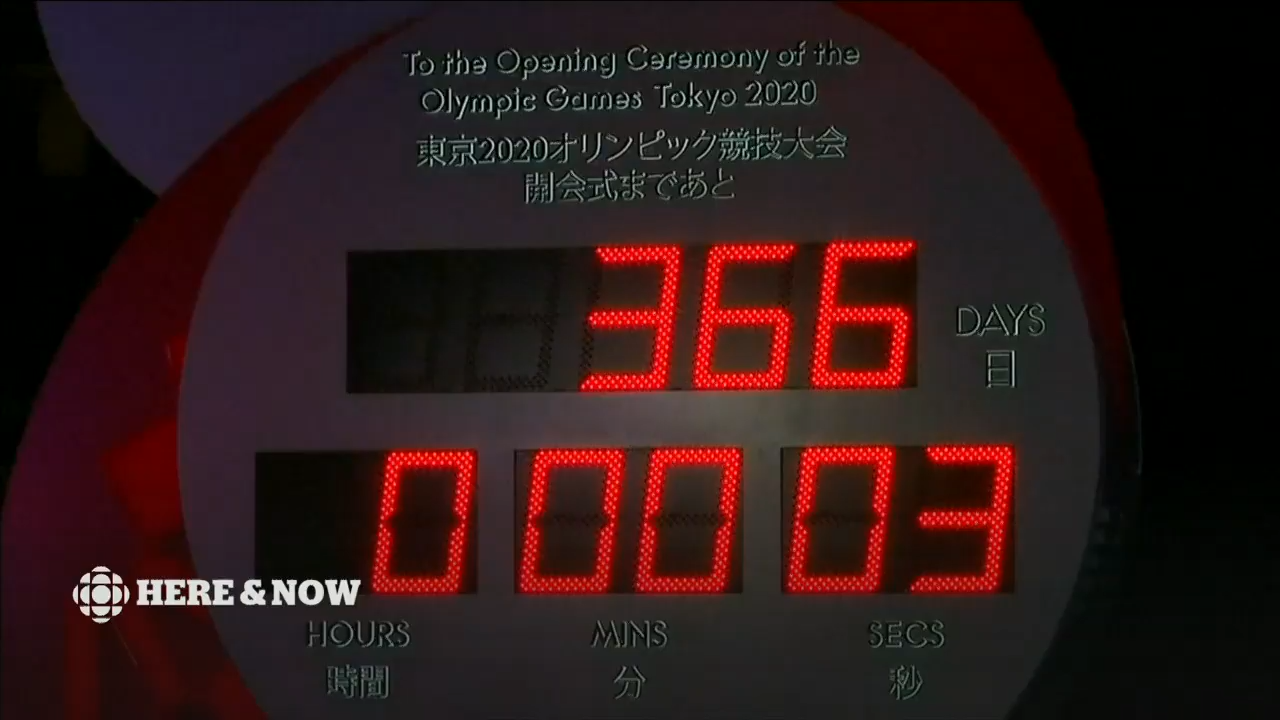 To the Opening Ceremony of the
Olympic Games Tokyo 2020
東京2020オリンピック競技大会
開会式まであと
366
DAYS
日
0 00 03
HERE & NOW
HOURS MINS SECS
時間 分 秒